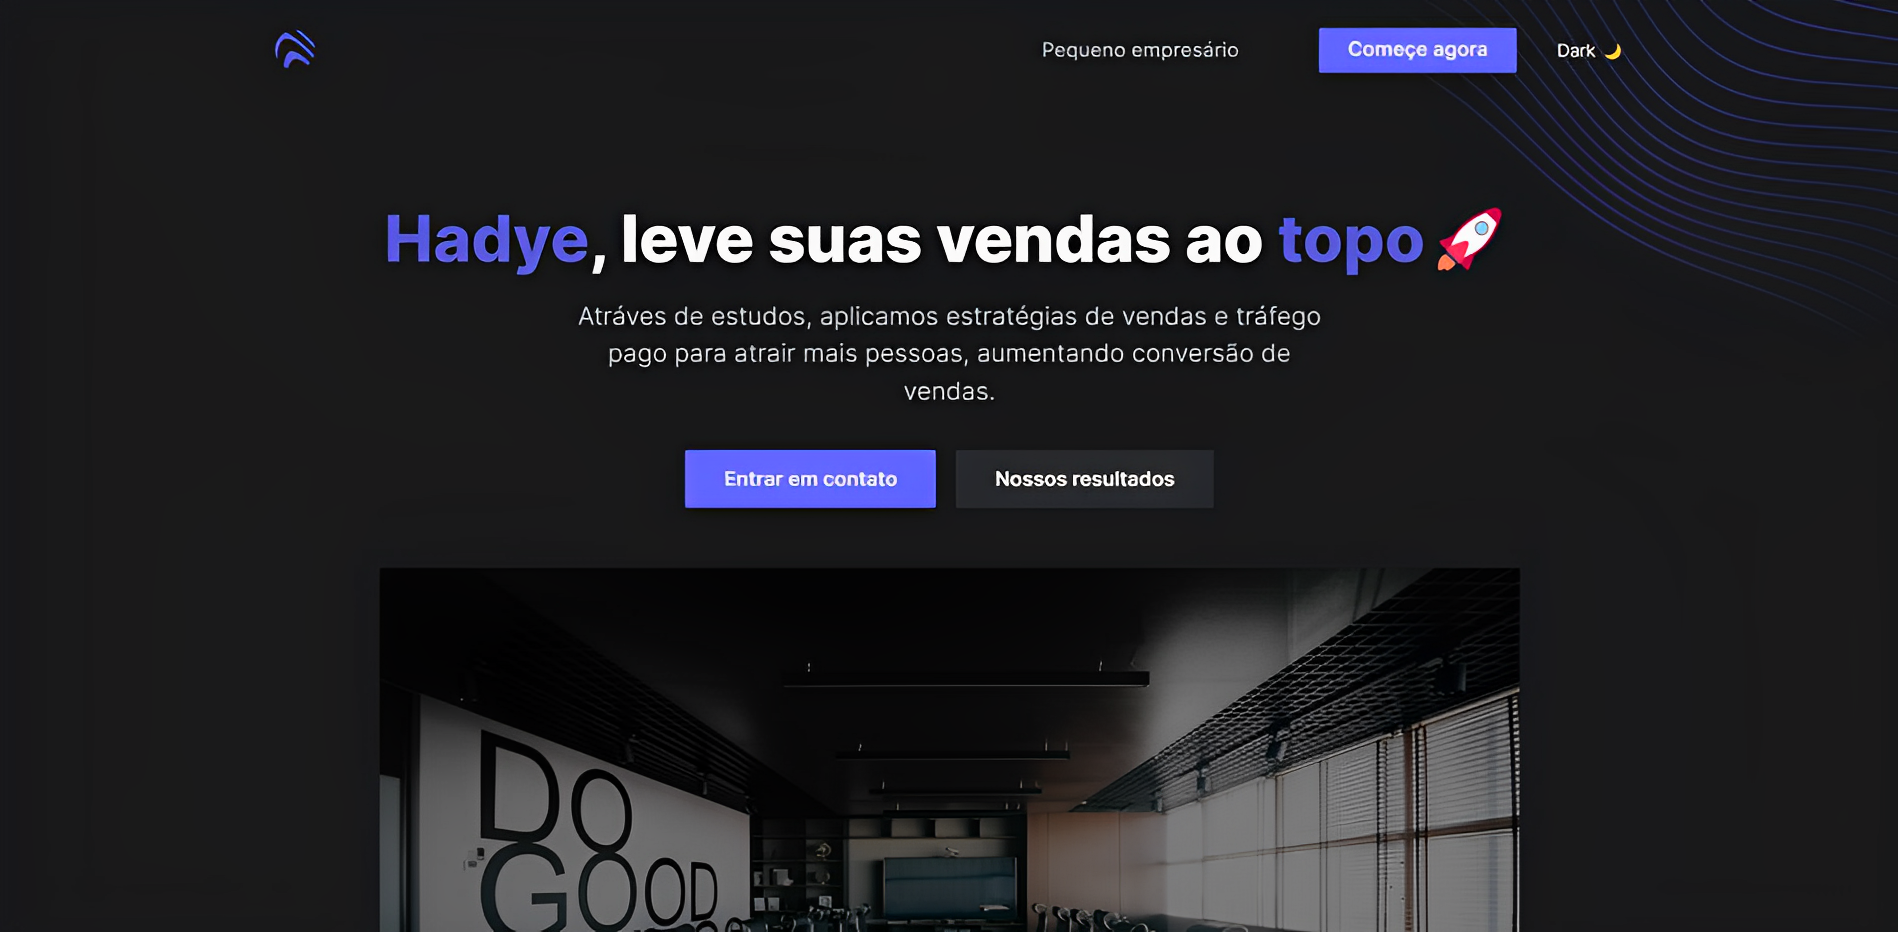 Pequeno empresário
Começe agora
Dark 🌙
Hadye, leve suas vendas ao topo 🚀
Atráves de estudos, aplicamos estratégias de vendas e tráfego
pago para atrair mais pessoas, aumentando conversão de
vendas.
Entrar em contato
Nossos resultados
DO
GOOD